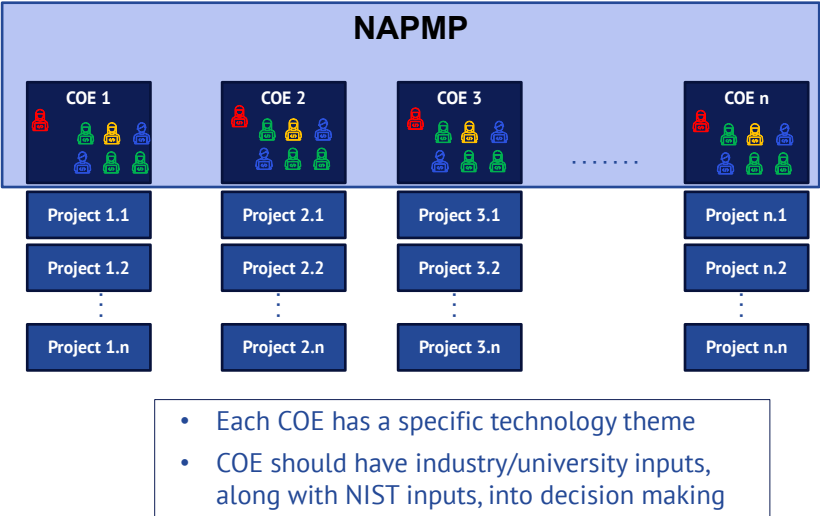 NAPMP
COE 1
COE 2
COE 3
COE n
.......
Project 1.1
Project 2.1
Project 3.1
Project n.1
Project 1.2
Project 2.2
Project 3.2
Project n.2
Project 1.n
Project 2.n
Project 3.n
Project n.n
• Each COE has a specific technology theme
• COE should have industry/university inputs,
along with NIST inputs, into decision making